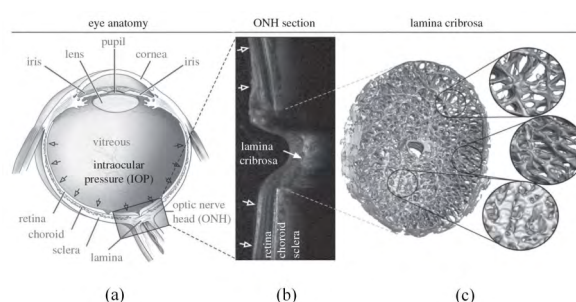 eye anatomy
ONH section
lamina cribrosa
pupil
lens
cornea
iris
iris
vitreous
intraocular
pressure (IOP)
retina
choroid
sclera
lamina
optic nerve
head (ONH)
lamina
cribrosa
retina
choroid
sclera
(a)
(b)
(c)